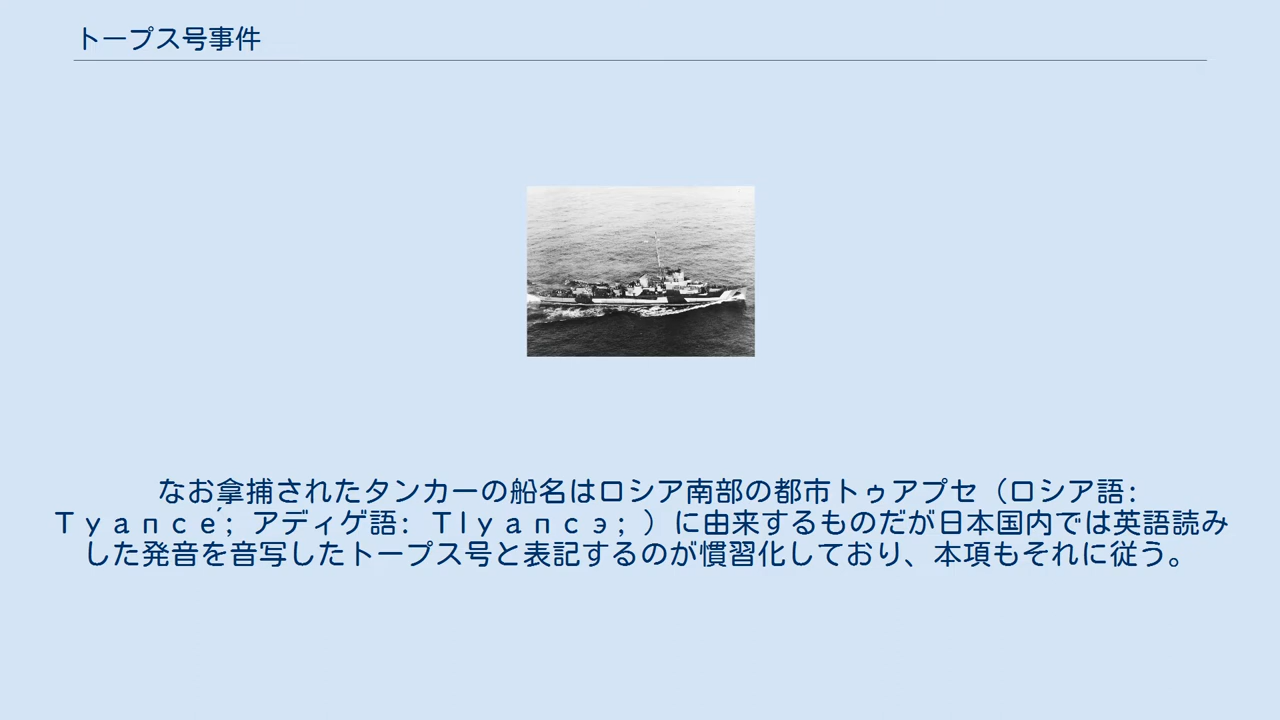 トープス号事件
なお拿捕されたタンカーの船名はロシア南部の都市トゥアプセ（ロシア語:
Ｔｙａпｃе́; アディゲ語: ＴӀｙａпｃэ；）に由来するものだが日本国内では英語読み
した発音を音写したトープス号と表記するのが慣習化しており、本項もそれに従う。